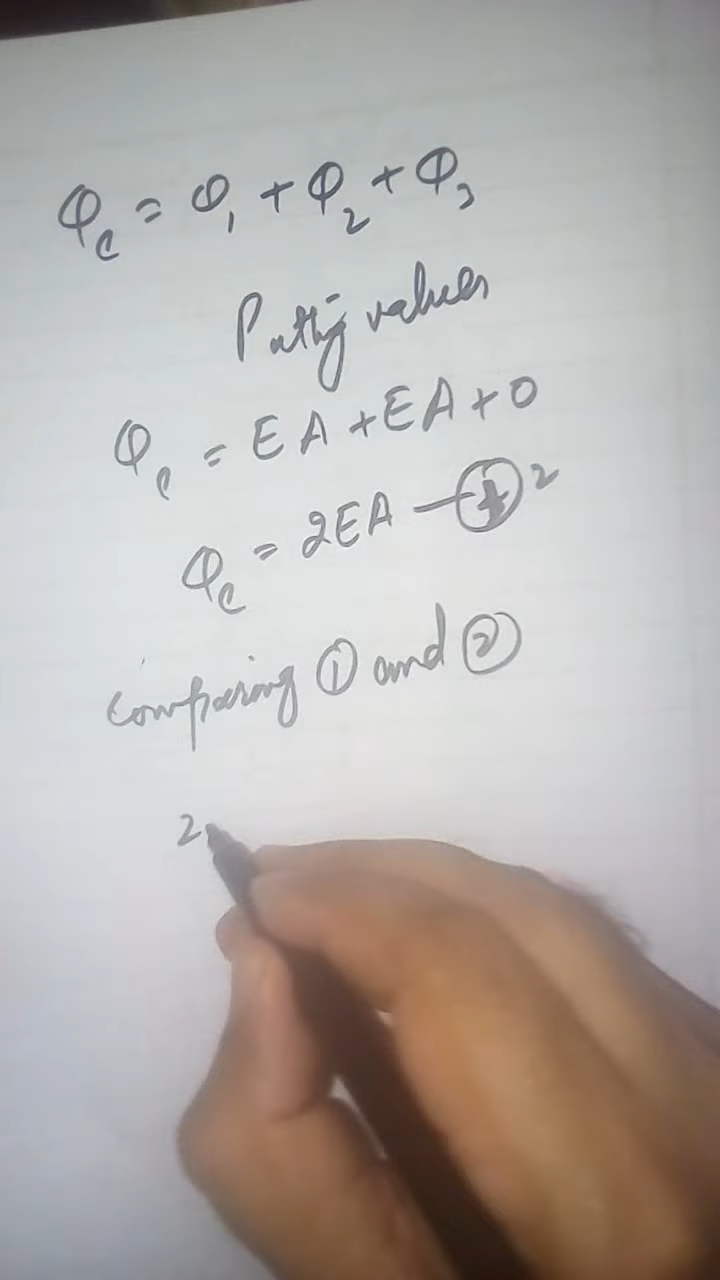 Φe = Φ1 + Φ2 + Φ3
Putting values
Φe = EA + EA + 0
Φe = 2EA — 2
Comparing ① and ②
2